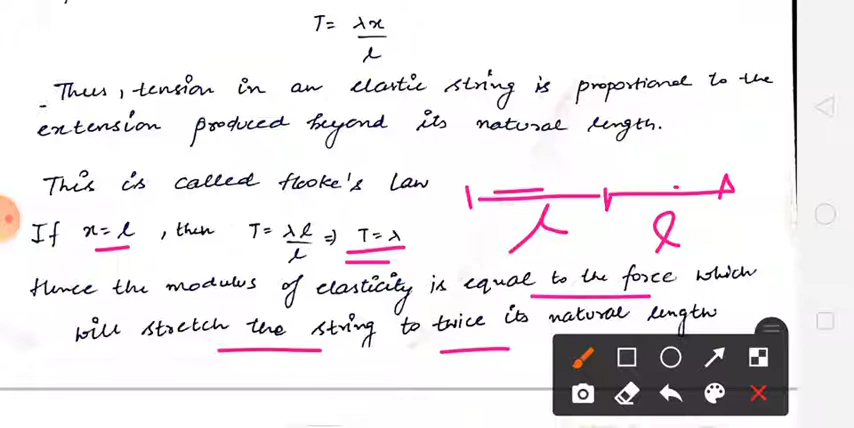 T = λx/l
Thus, tension in an elastic string is proportional to the
extension produced beyond its natural length.
This is called Hooke's Law
If x = l , then T = λl/l ⇒ T = λ
l
Hence the modulus of elasticity is equal to the force which
will stretch the string to twice its natural length